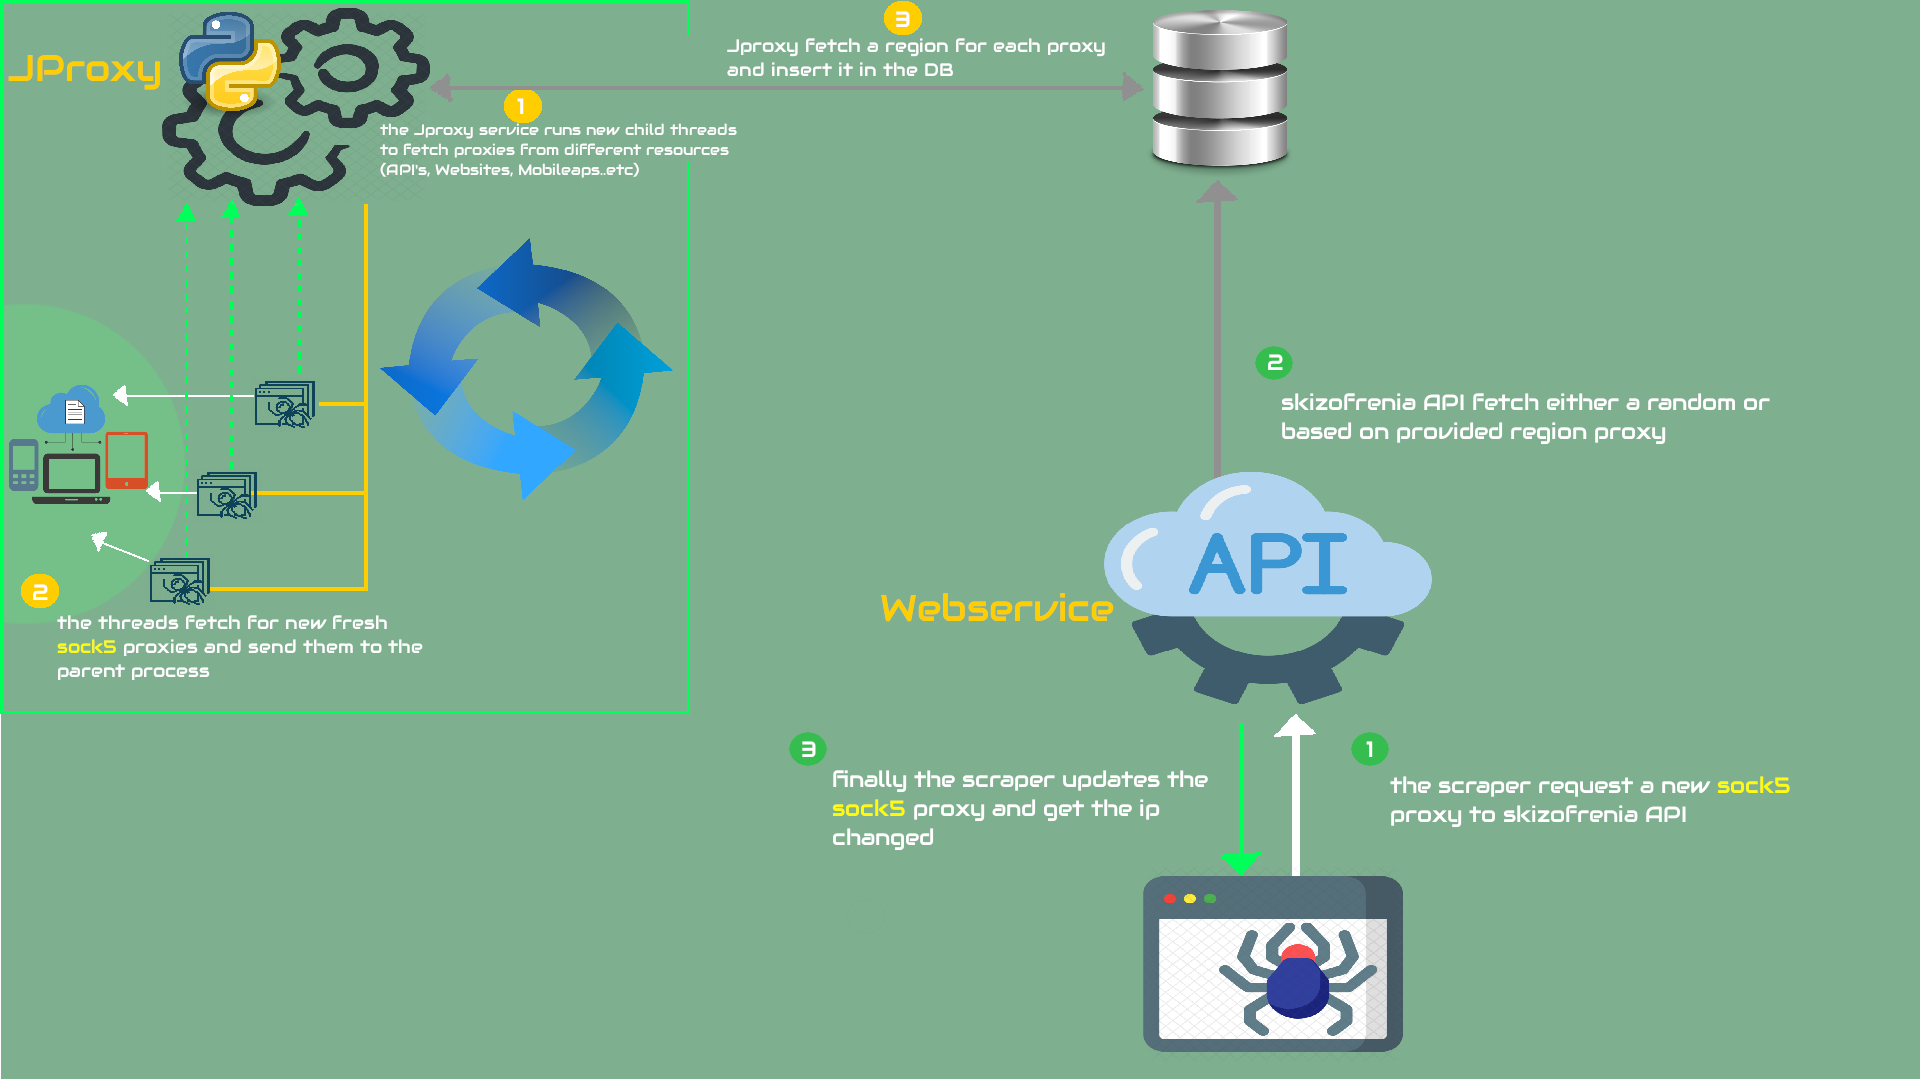 JProxy
3
Jproxy fetch a region for each proxy
and insert it in the DB
1
the Jproxy service runs new child threads
to fetch proxies from different resources
(API's, Websites, Mobileaps..etc)
2
the threads fetch for new fresh
sock5 proxies and send them to the
parent process
2
skizofrenia API fetch either a random or
based on provided region proxy
API
Webservice
3
finally the scraper updates the
sock5 proxy and get the ip
changed
1
the scraper request a new sock5
proxy to skizofrenia API